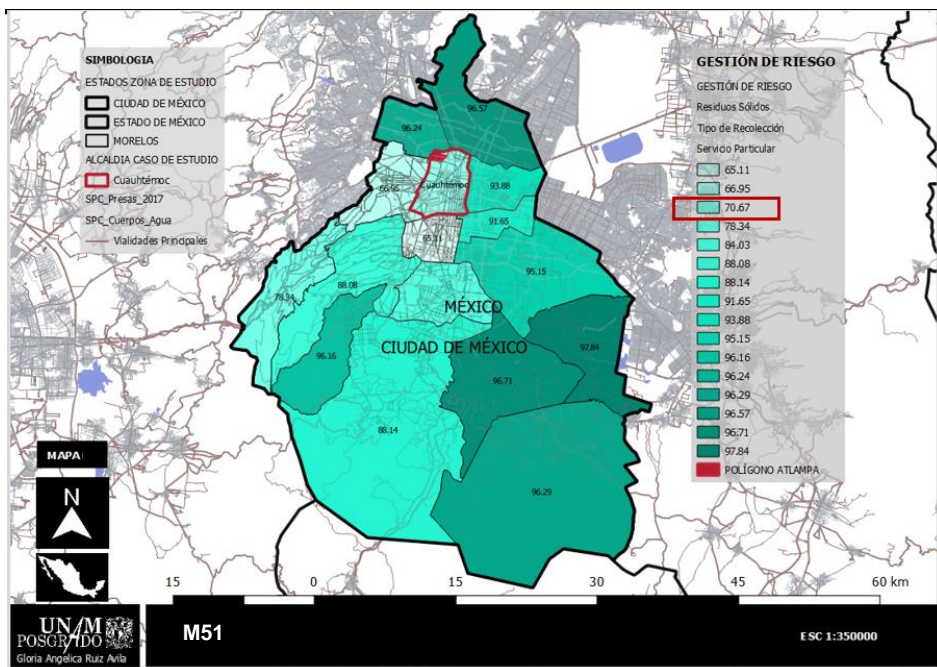 SIMBOLOGIA
ESTADOS ZONA DE ESTUDIO
CIUDAD DE MÉXICO
ESTADO DE MÉXICO
MORELOS
ALCALDIA CASO DE ESTUDIO
Cuauhtémoc
SPC_Presas_2017
SPC_Cuerpos_Agua
Vialidades Principales
GESTIÓN DE RIESGO
GESTIÓN DE RIESGO
Residuos Sólidos
Tipo de Recolección
Servicio Particular
65.11
66.95
70.67
78.34
84.03
88.08
88.14
91.65
93.88
95.15
96.16
96.24
96.29
96.57
96.71
97.84
POLÍGONO ATLAMPA
96.57
96.24
66.95
Cuauhtémoc
93.88
91.65
65.11
95.15
88.08
78.34
MÉXICO
CIUDAD DE MÉXICO
96.16
97.84
96.71
88.14
96.29
MAPA
N
15 0 15 30 45 60 km
UNAM
POSGRADO
Gloria Angelica Ruiz Avila
M51
ESC 1:350000